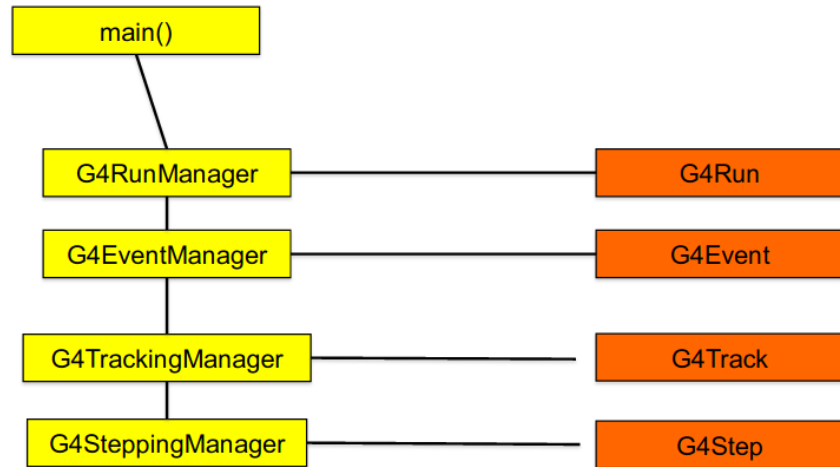 main()
G4RunManager
G4Run
G4EventManager
G4Event
G4TrackingManager
G4Track
G4SteppingManager
G4Step